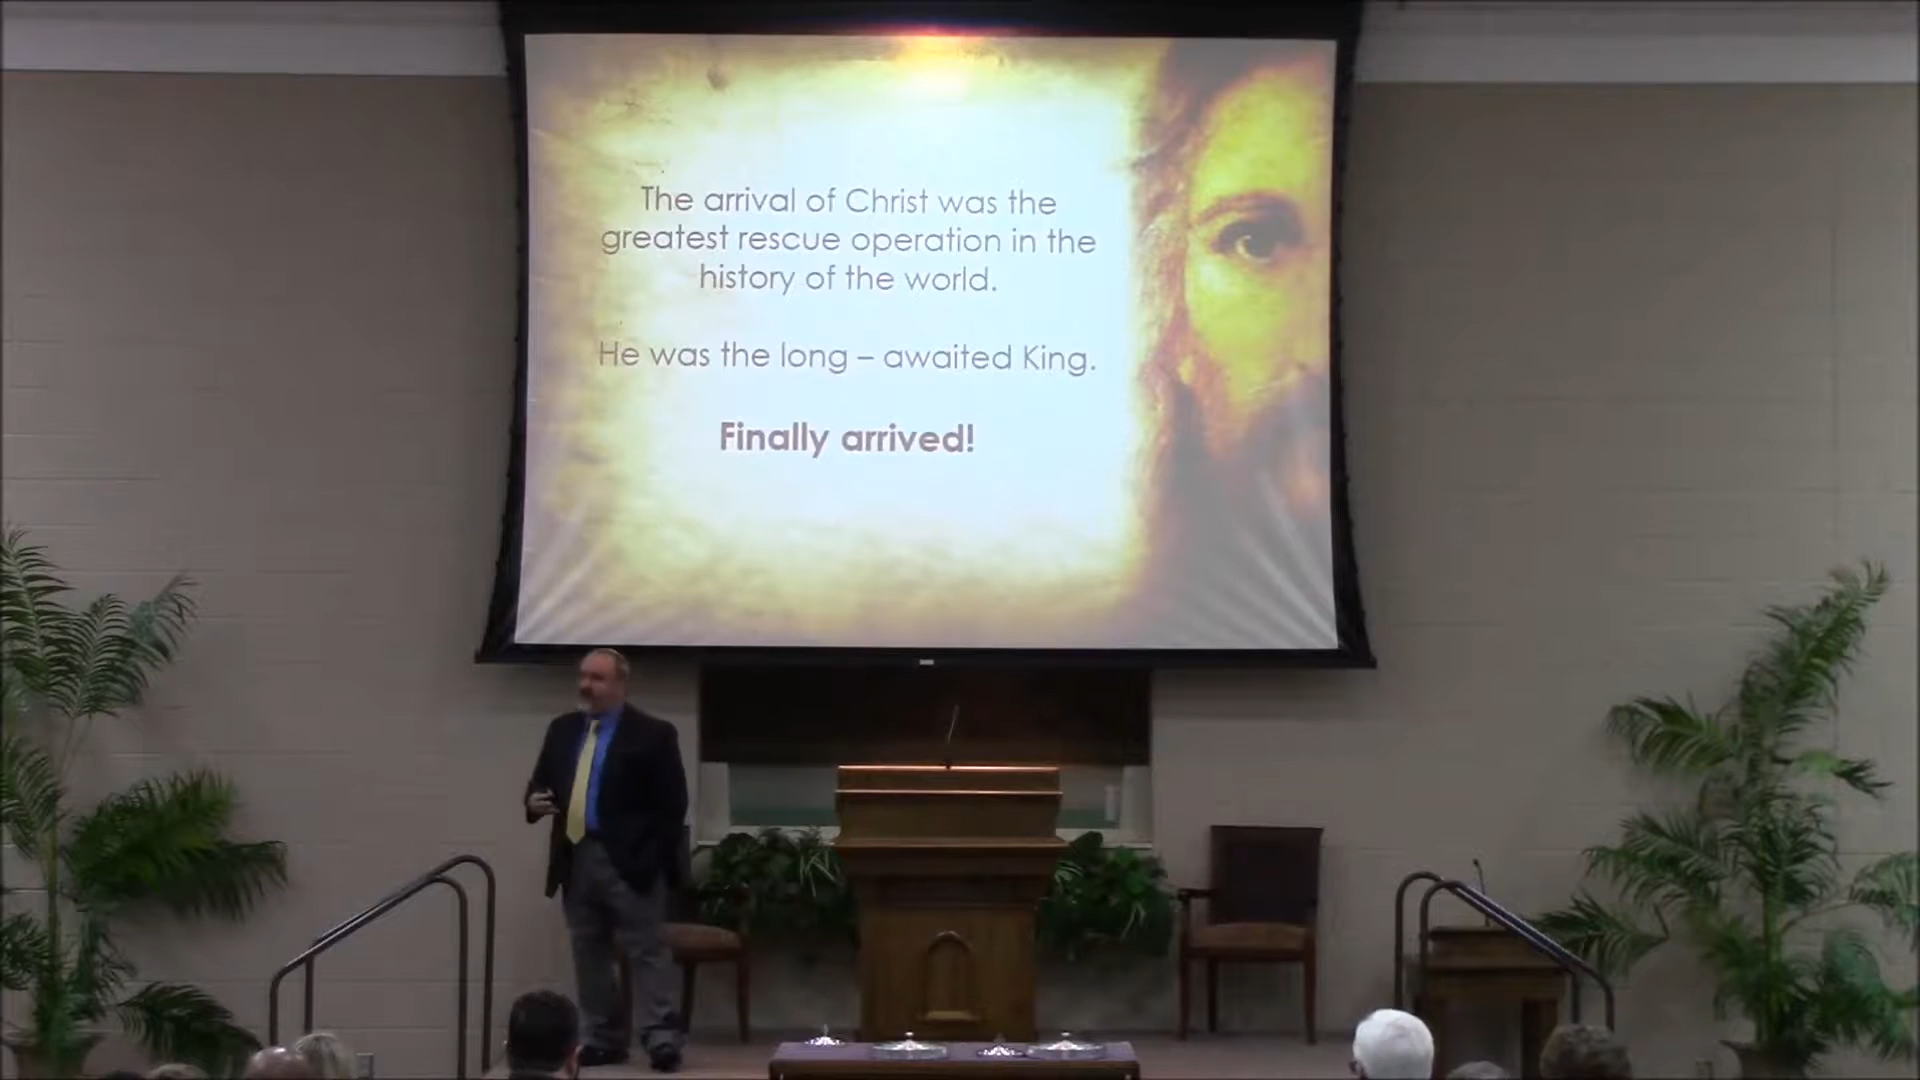 The arrival of Christ was the
greatest rescue operation in the
history of the world.
He was the long – awaited King.
Finally arrived!